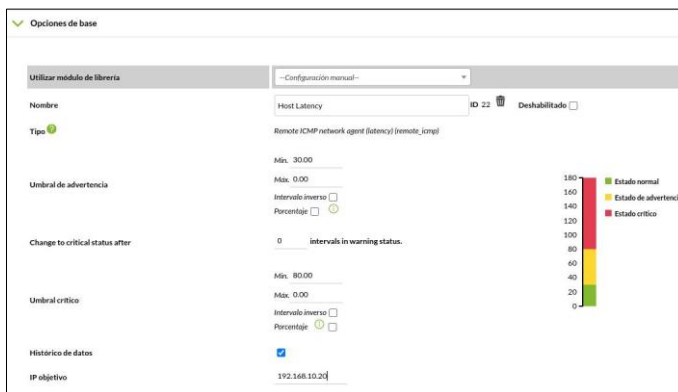 Opciones de base
Utilizar módulo de librería
--Configuración manual--
Nombre
Host Latency
ID 22
Deshabilitado
Tipo
Remote ICMP network agent (latency) (remote_icmp)
Umbral de advertencia
Min. 30.00
Máx. 0.00
Intervalo inverso
Porcentaje
Change to critical status after
0 intervals in warning status.
Umbral crítico
Min. 80.00
Máx. 0.00
Intervalo inverso
Porcentaje
180
160
140
120
100
80
60
40
20
0
Estado normal
Estado de advertenci
Estado crítico
Histórico de datos
IP objetivo
192.168.10.20